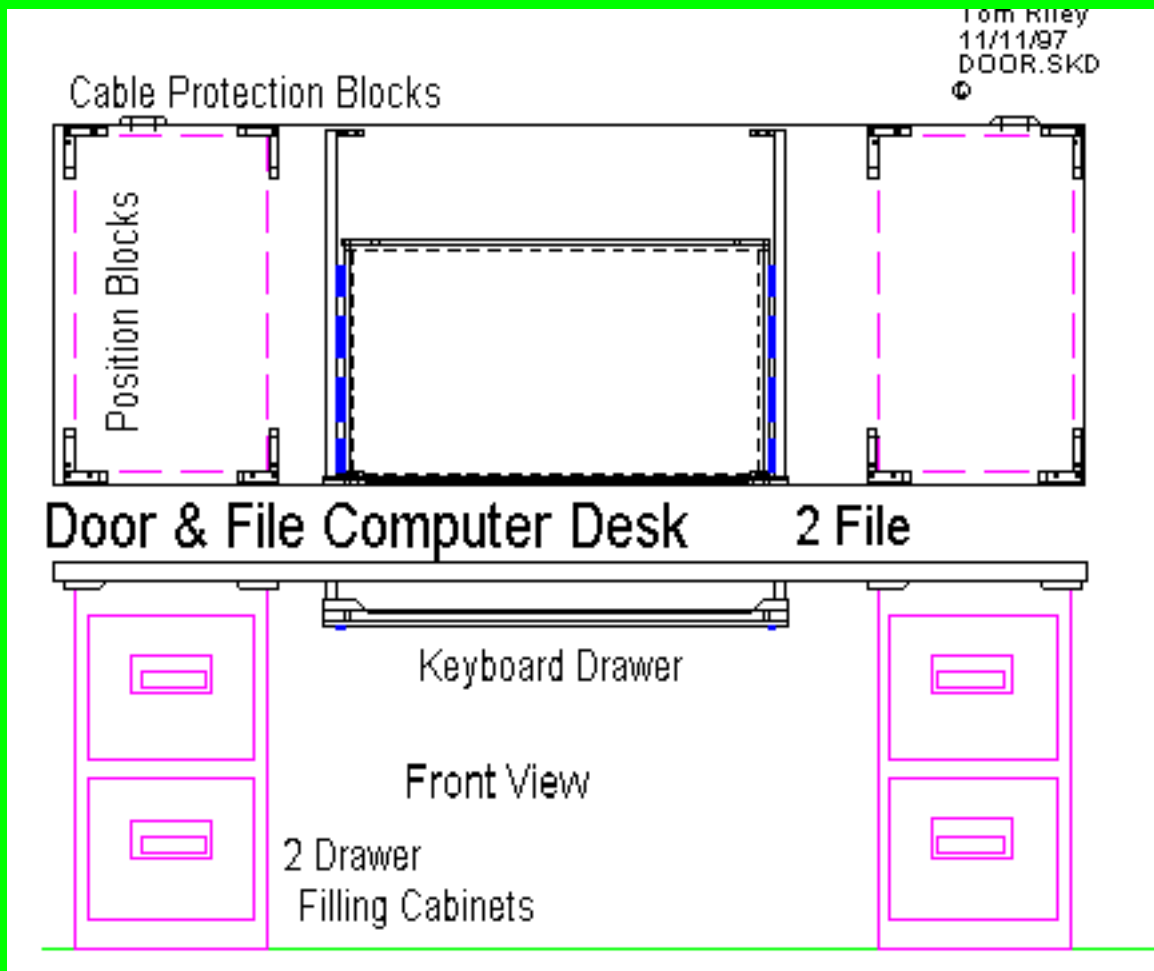 Tom Riley
11/11/97
DOOR.SKD
©
Cable Protection Blocks
Position Blocks
Door & File Computer Desk
2 File
Keyboard Drawer
Front View
2 Drawer
Filling Cabinets